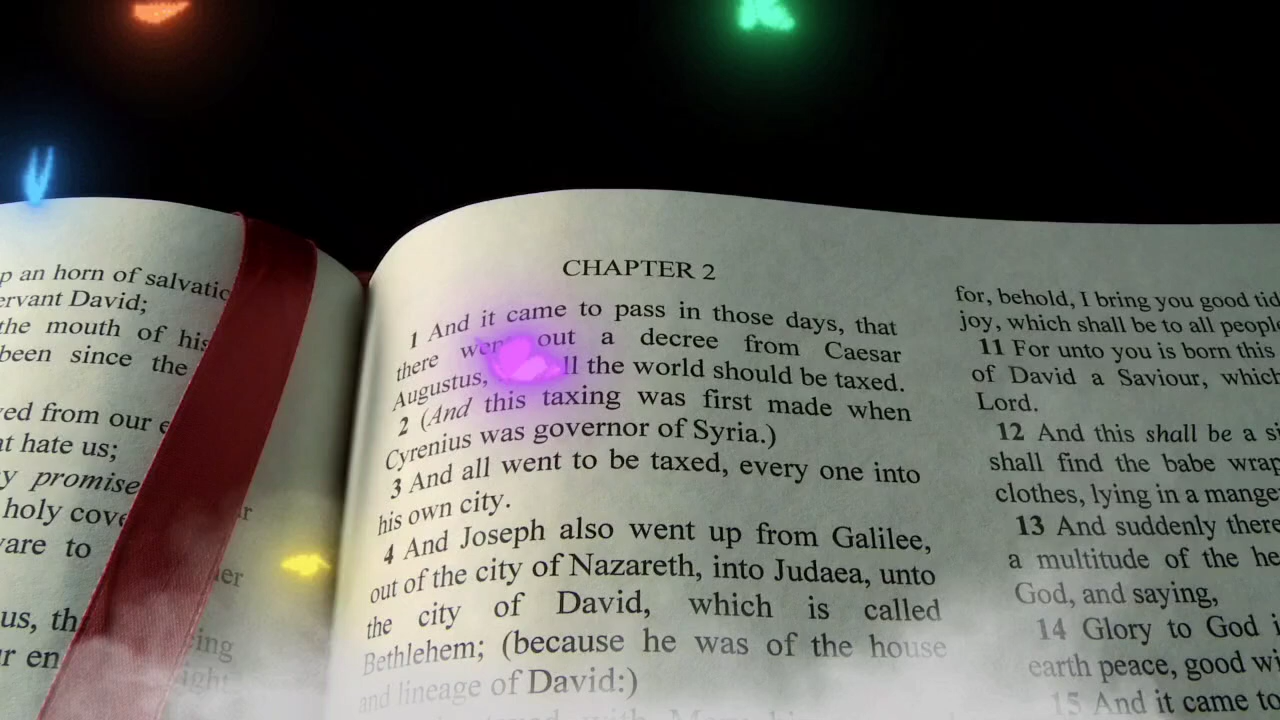 p an horn of salvatic
ervant David;
the mouth of his
been since the
ed from our e
at hate us;
y promise
holy cove
ware to
us, th
r en
CHAPTER 2
1 And it came to pass in those days, that
there went out a decree from Caesar
Augustus, ll the world should be taxed.
2 (And this taxing was first made when
Cyrenius was governor of Syria.)
3 And all went to be taxed, every one into
his own city.
4 And Joseph also went up from Galilee,
out of the city of Nazareth, into Judaea, unto
the city of David, which is called
Bethlehem; (because he was of the house
and lineage of David:)
for, behold, I bring you good tid
joy, which shall be to all people
11 For unto you is born this
of David a Saviour, which
Lord.
12 And this shall be a si
shall find the babe wrap
clothes, lying in a mange
13 And suddenly there
a multitude of the he
God, and saying,
14 Glory to God i
earth peace, good wi
15 And it came to